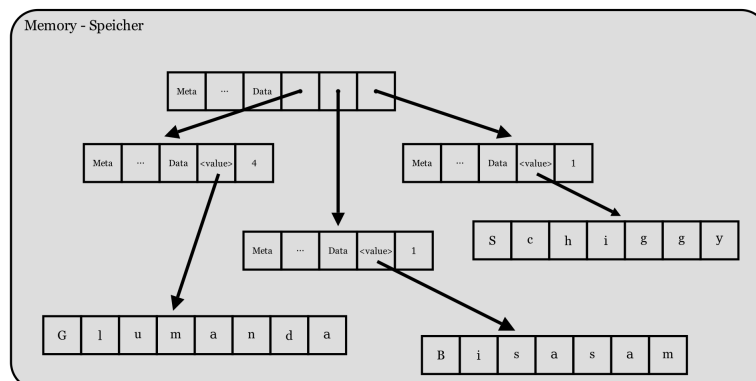 Memory - Speicher
Meta ... Data
Meta ... Data <value> 4
Meta ... Data <value> 1
S c h i g g y
Meta ... Data <value> 1
G l u m a n d a
B i s a s a m